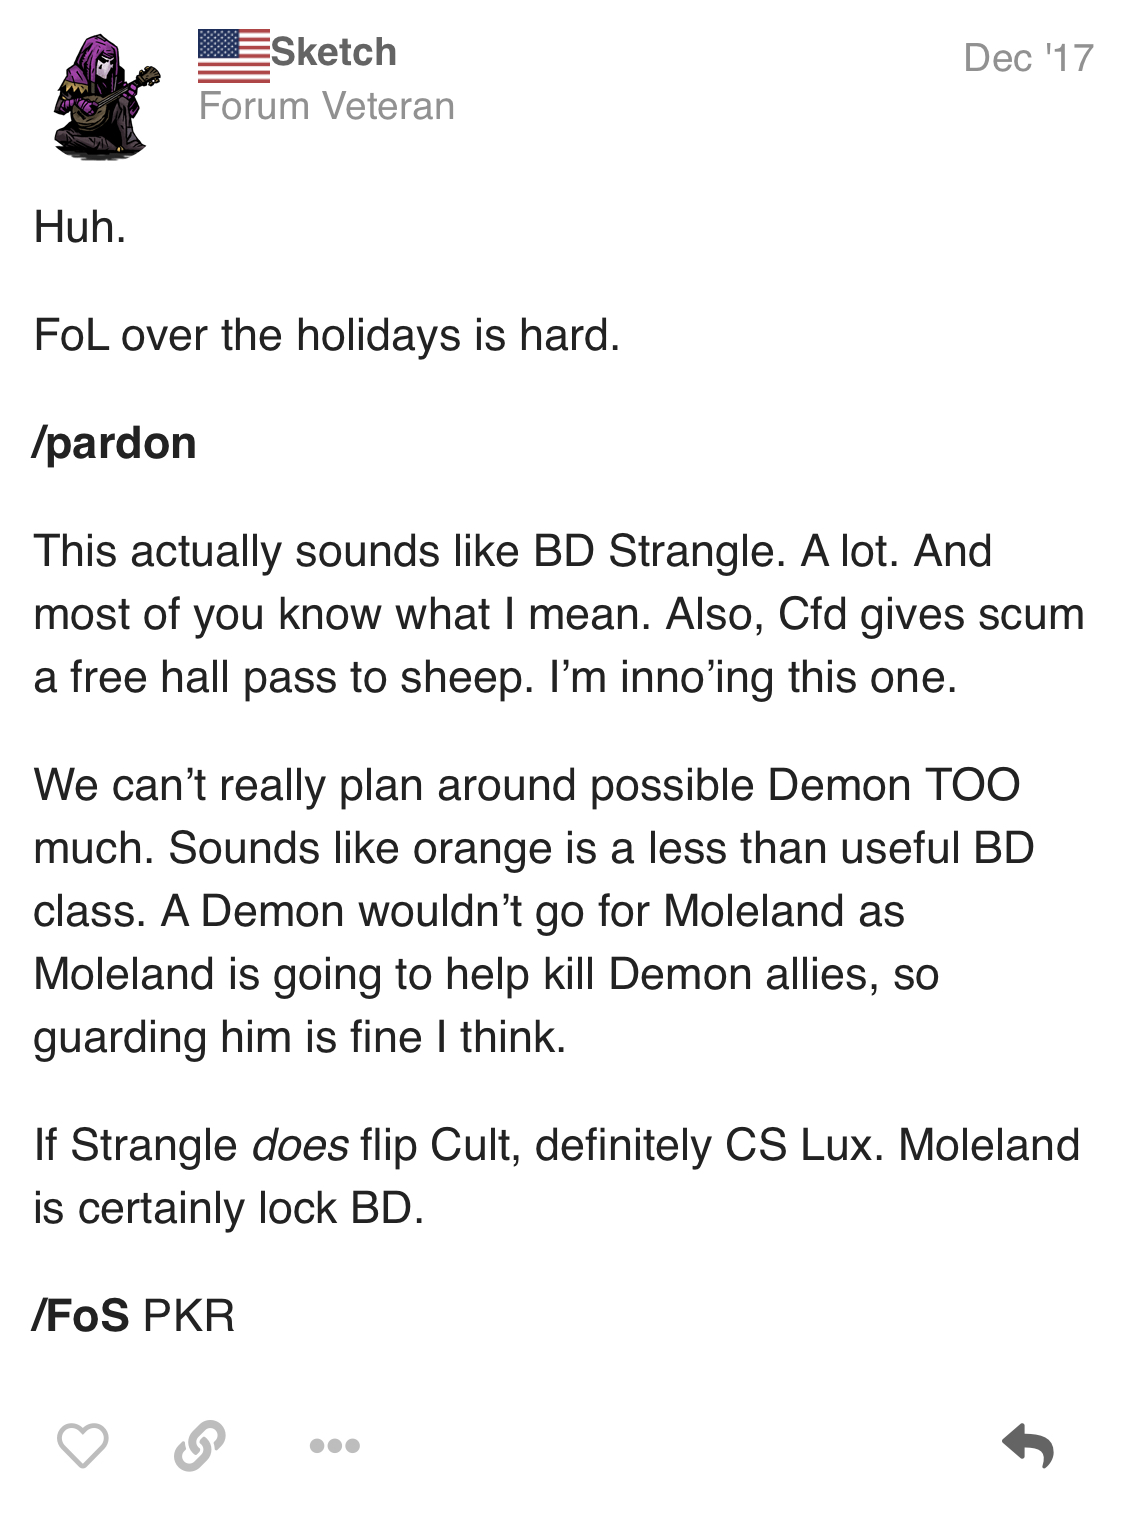 Sketch
Dec '17
Forum Veteran
Huh.
FoL over the holidays is hard.
/pardon
This actually sounds like BD Strangle. A lot. And
most of you know what I mean. Also, Cfd gives scum
a free hall pass to sheep. I’m inno’ing this one.
We can’t really plan around possible Demon TOO
much. Sounds like orange is a less than useful BD
class. A Demon wouldn’t go for Moleland as
Moleland is going to help kill Demon allies, so
guarding him is fine I think.
If Strangle does flip Cult, definitely CS Lux. Moleland
is certainly lock BD.
/FoS PKR